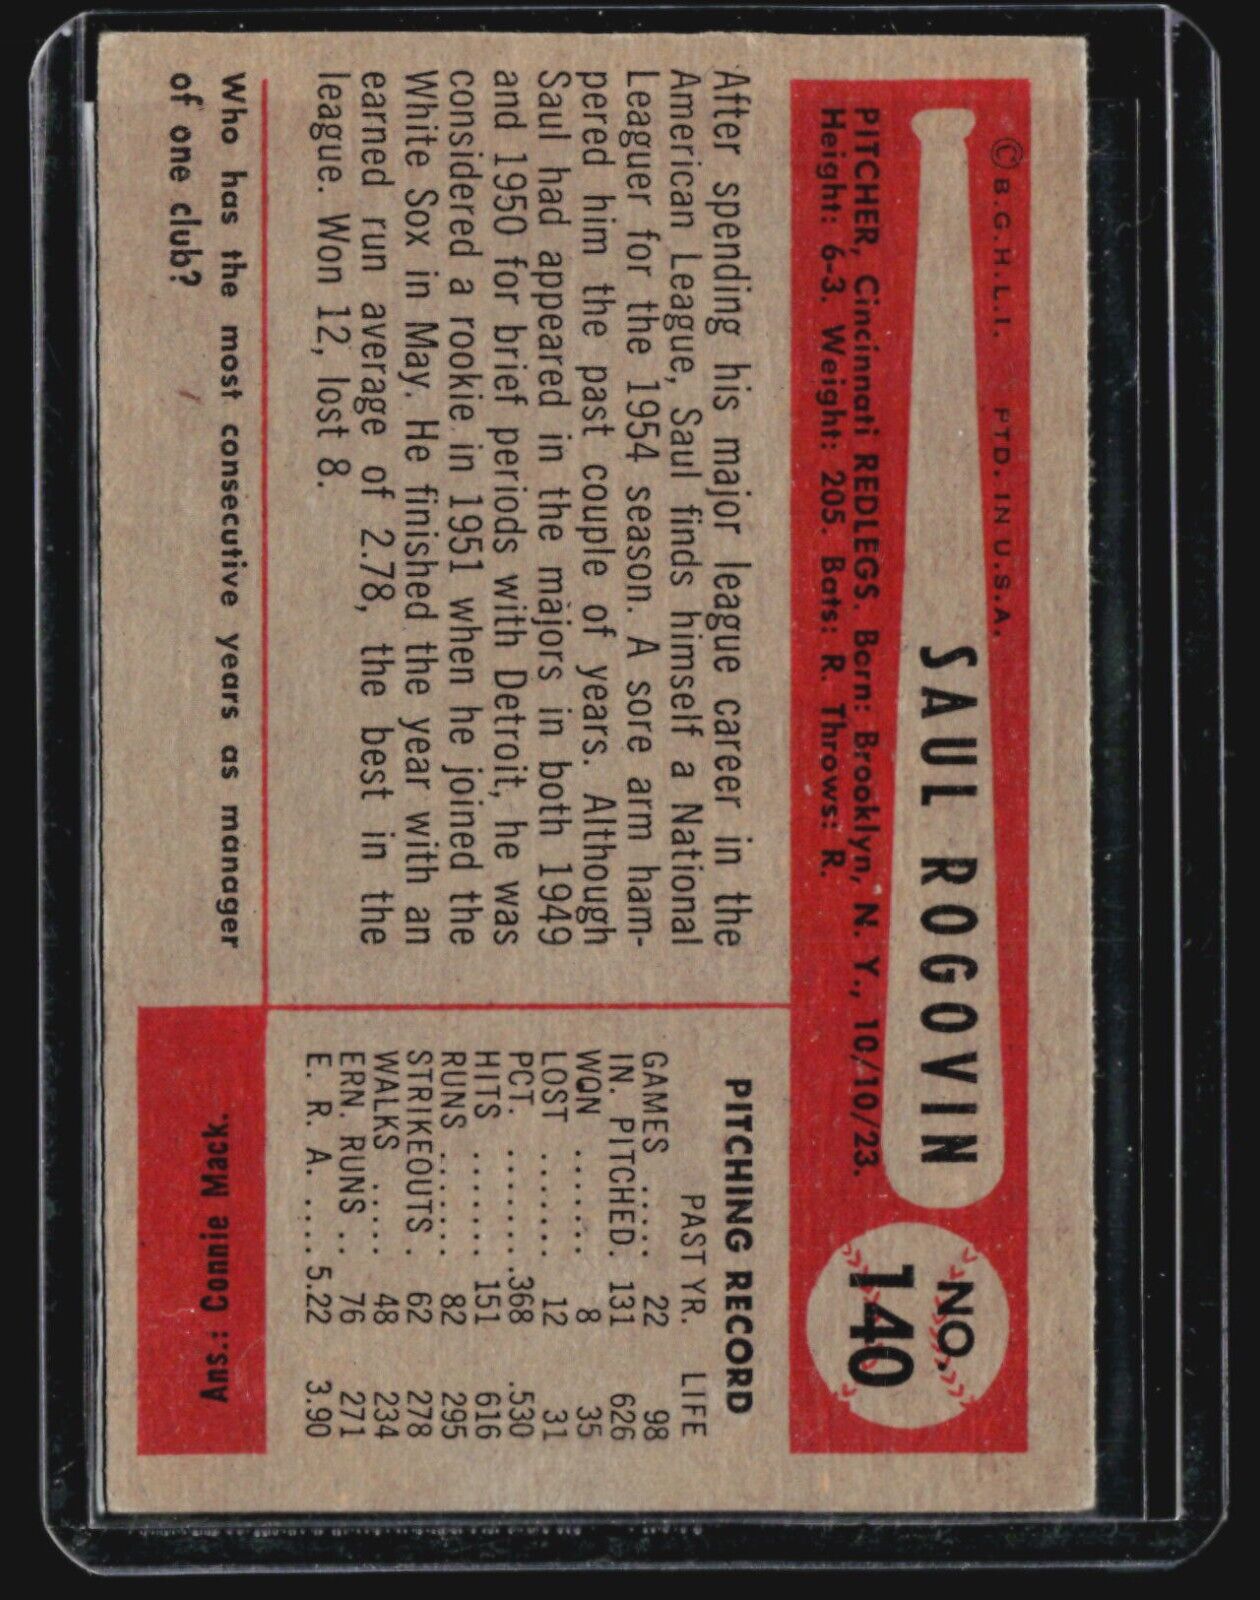 © B.G.H.L.I. PTD. IN U.S.A.
SAUL ROGOVIN
NO.
140
PITCHER, Cincinnati REDLEGS. Born: Brooklyn, N. Y., 10/10/23.
Height: 6-3. Weight: 205. Bats: R. Throws: R.
After spending his major league career in the
American League, Saul finds himself a National
Leaguer for the 1954 season. A sore arm ham-
pered him the past couple of years. Although
Saul had appeared in the majors in both 1949
and 1950 for brief periods with Detroit, he was
considered a rookie in 1951 when he joined the
White Sox in May. He finished the year with an
earned run average of 2.78, the best in the
league. Won 12, lost 8.
PITCHING RECORD
PAST YR. LIFE
GAMES ..... 22 98
IN. PITCHED. 131 626
WON ....... 8 35
LOST ....... 12 31
PCT. ....... .368 .530
HITS ...... 151 616
RUNS ...... 82 295
STRIKEOUTS . 62 278
WALKS ..... 48 234
ERN. RUNS .. 76 271
E. R. A. .... 5.22 3.90
Who has the most consecutive years as manager
of one club?
Ans.: Connie Mack.